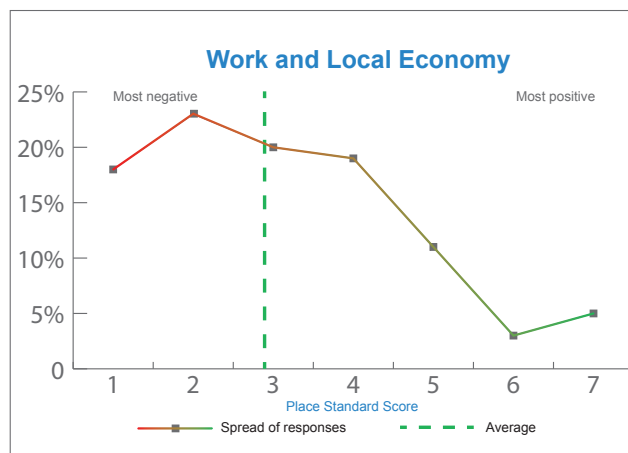 Work and Local Economy
25%
Most negative
Most positive
20%
15%
10%
5%
0
1 2 3 4 5 6 7
Place Standard Score
Spread of responses
Average